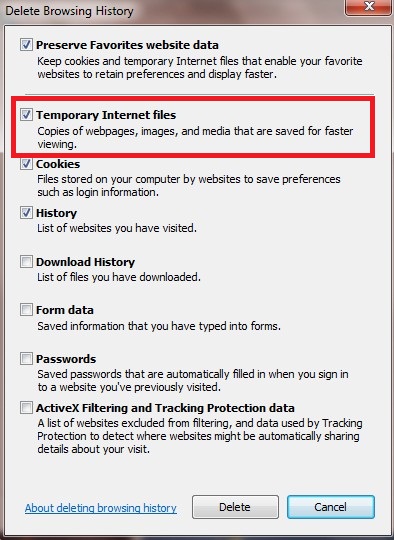 Delete Browsing History
Preserve Favorites website data
Keep cookies and temporary Internet files that enable your favorite
websites to retain preferences and display faster.
Temporary Internet files
Copies of webpages, images, and media that are saved for faster
viewing.
Cookies
Files stored on your computer by websites to save preferences
such as login information.
History
List of websites you have visited.
Download History
List of files you have downloaded.
Form data
Saved information that you have typed into forms.
Passwords
Saved passwords that are automatically filled in when you sign in
to a website you've previously visited.
ActiveX Filtering and Tracking Protection data
A list of websites excluded from filtering, and data used by Tracking
Protection to detect where websites might be automatically sharing
details about your visit.
About deleting browsing history
Delete
Cancel